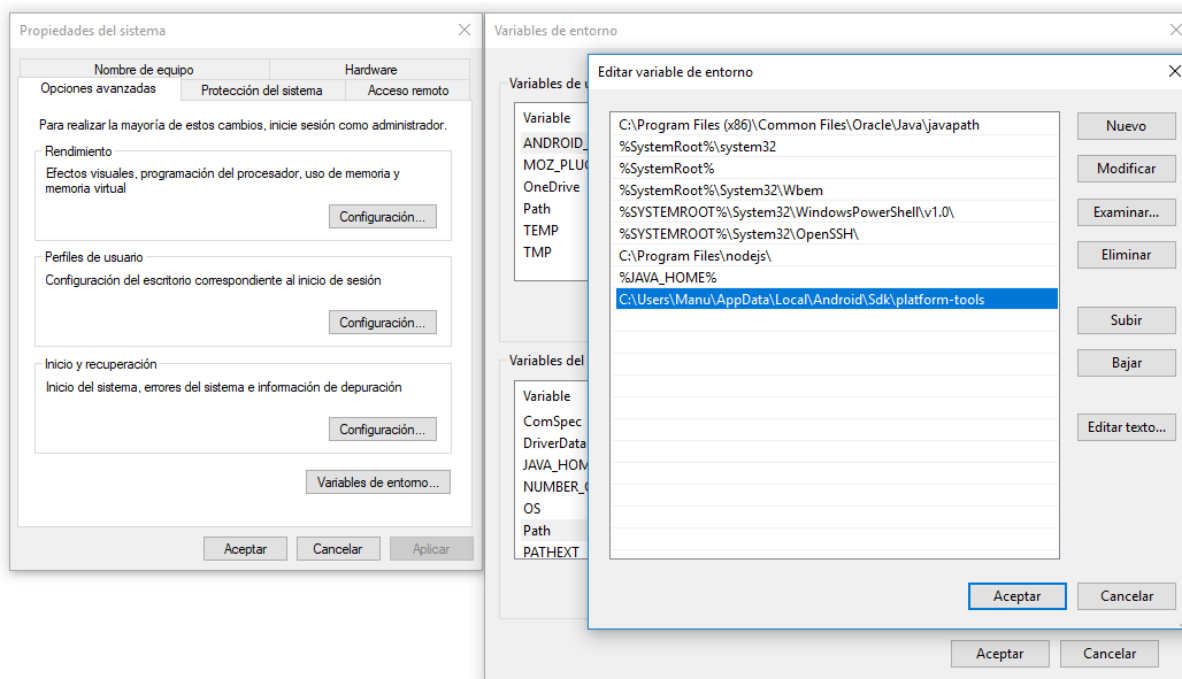 Propiedades del sistema
Nombre de equipo
Hardware
Opciones avanzadas
Protección del sistema
Acceso remoto
Para realizar la mayoría de estos cambios, inicie sesión como administrador.
Rendimiento
Efectos visuales, programación del procesador, uso de memoria y
memoria virtual
Configuración...
Perfiles de usuario
Configuración del escritorio correspondiente al inicio de sesión
Configuración...
Inicio y recuperación
Inicio del sistema, errores del sistema e información de depuración
Configuración...
Variables de entorno...
Aceptar
Cancelar
Aplicar
Variables de entorno
Variables de u
Variable
ANDROID_
MOZ_PLUG
OneDrive
Path
TEMP
TMP
Variables del
Variable
ComSpec
DriverData
JAVA_HOM
NUMBER_O
OS
Path
PATHEXT
Aceptar
Cancelar
Editar variable de entorno
C:\Program Files (x86)\Common Files\Oracle\Java\javapath
%SystemRoot%\system32
%SystemRoot%
%SystemRoot%\System32\Wbem
%SYSTEMROOT%\System32\WindowsPowerShell\v1.0\
%SYSTEMROOT%\System32\OpenSSH\
C:\Program Files\nodejs\
%JAVA_HOME%
C:\Users\Manu\AppData\Local\Android\Sdk\platform-tools
Nuevo
Modificar
Examinar...
Eliminar
Subir
Bajar
Editar texto...
Aceptar
Cancelar